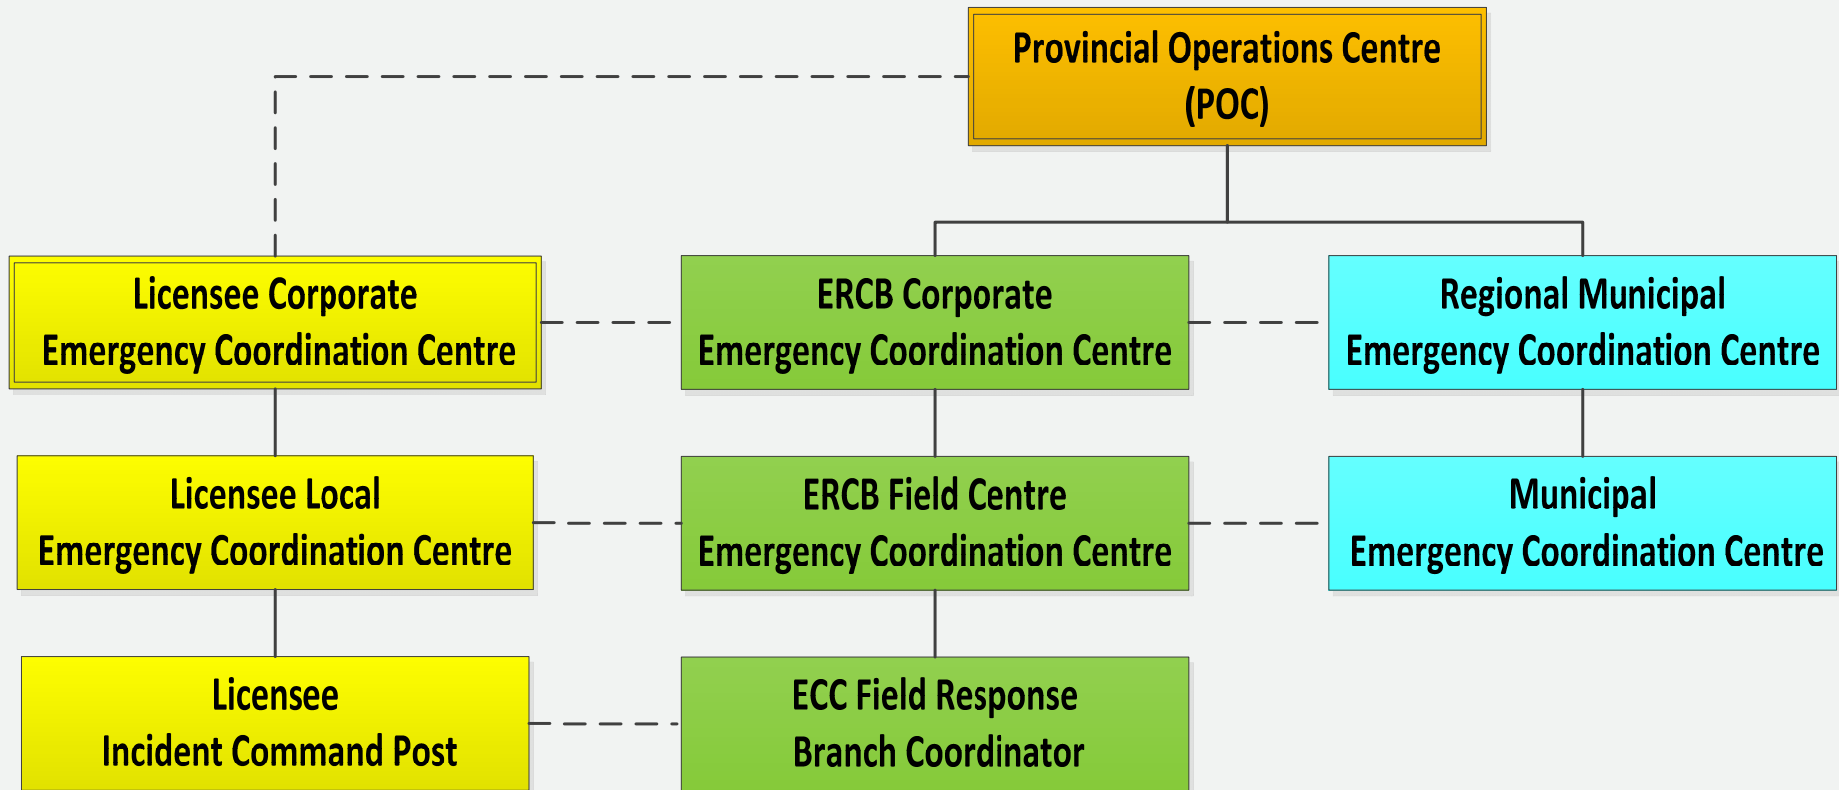 Provincial Operations Centre
(POC)
Licensee Corporate
Emergency Coordination Centre
ERCB Corporate
Emergency Coordination Centre
Regional Municipal
Emergency Coordination Centre
Licensee Local
Emergency Coordination Centre
ERCB Field Centre
Emergency Coordination Centre
Municipal
Emergency Coordination Centre
Licensee
Incident Command Post
ECC Field Response
Branch Coordinator